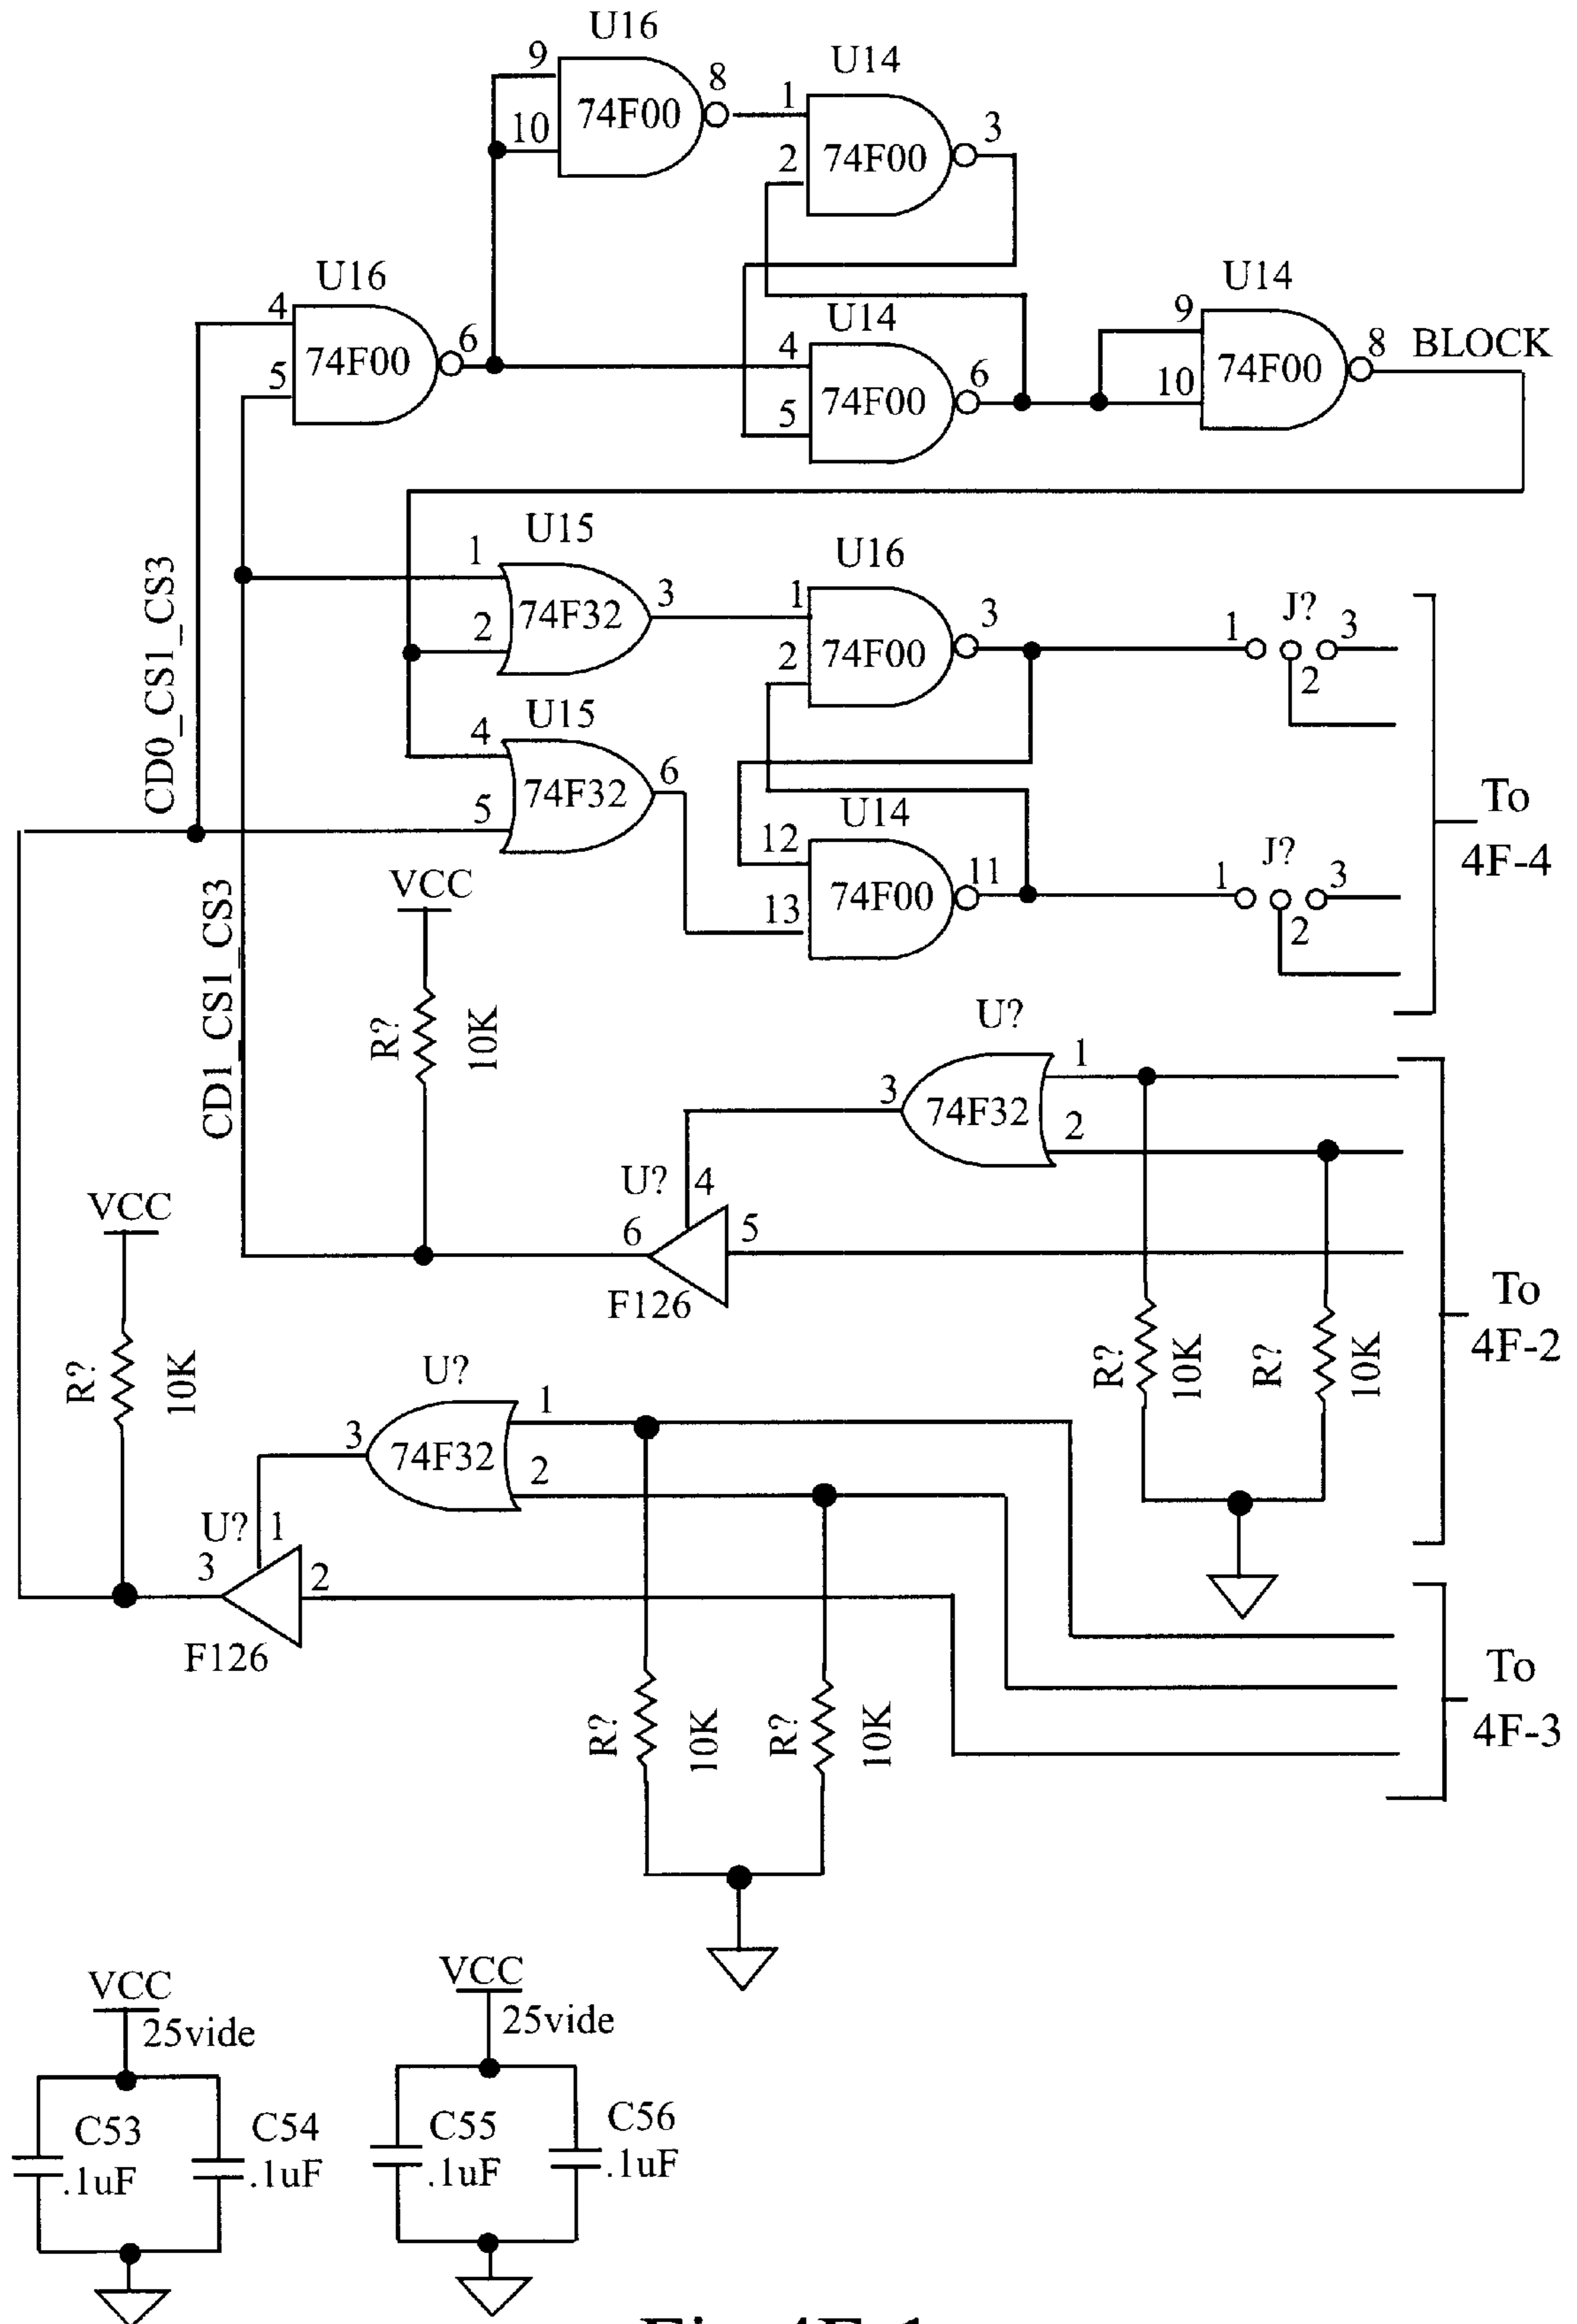 U16
9
8
74F00
10
U14
1
3
2
74F00
U16
4
6
74F00
5
U14
4
6
74F00
5
U14
9
8
BLOCK
74F00
10
CD0_CS1_CS3
CD1_CS1_CS3
U15
1
3
74F32
2
U15
4
6
74F32
5
U16
1
3
2
74F00
J?
1
3
2
U14
12
11
74F00
13
J?
1
3
2
To
4F-4
VCC
R?
10K
U?
1
3
74F32
2
U?
4
6
5
F126
R?
10K
R?
10K
To
4F-2
VCC
R?
10K
U?
1
3
74F32
2
U?
1
3
2
F126
R?
10K
R?
10K
To
4F-3
VCC
25vide
C53
.1uF
C54
.1uF
VCC
25vide
C55
.1uF
C56
.1uF